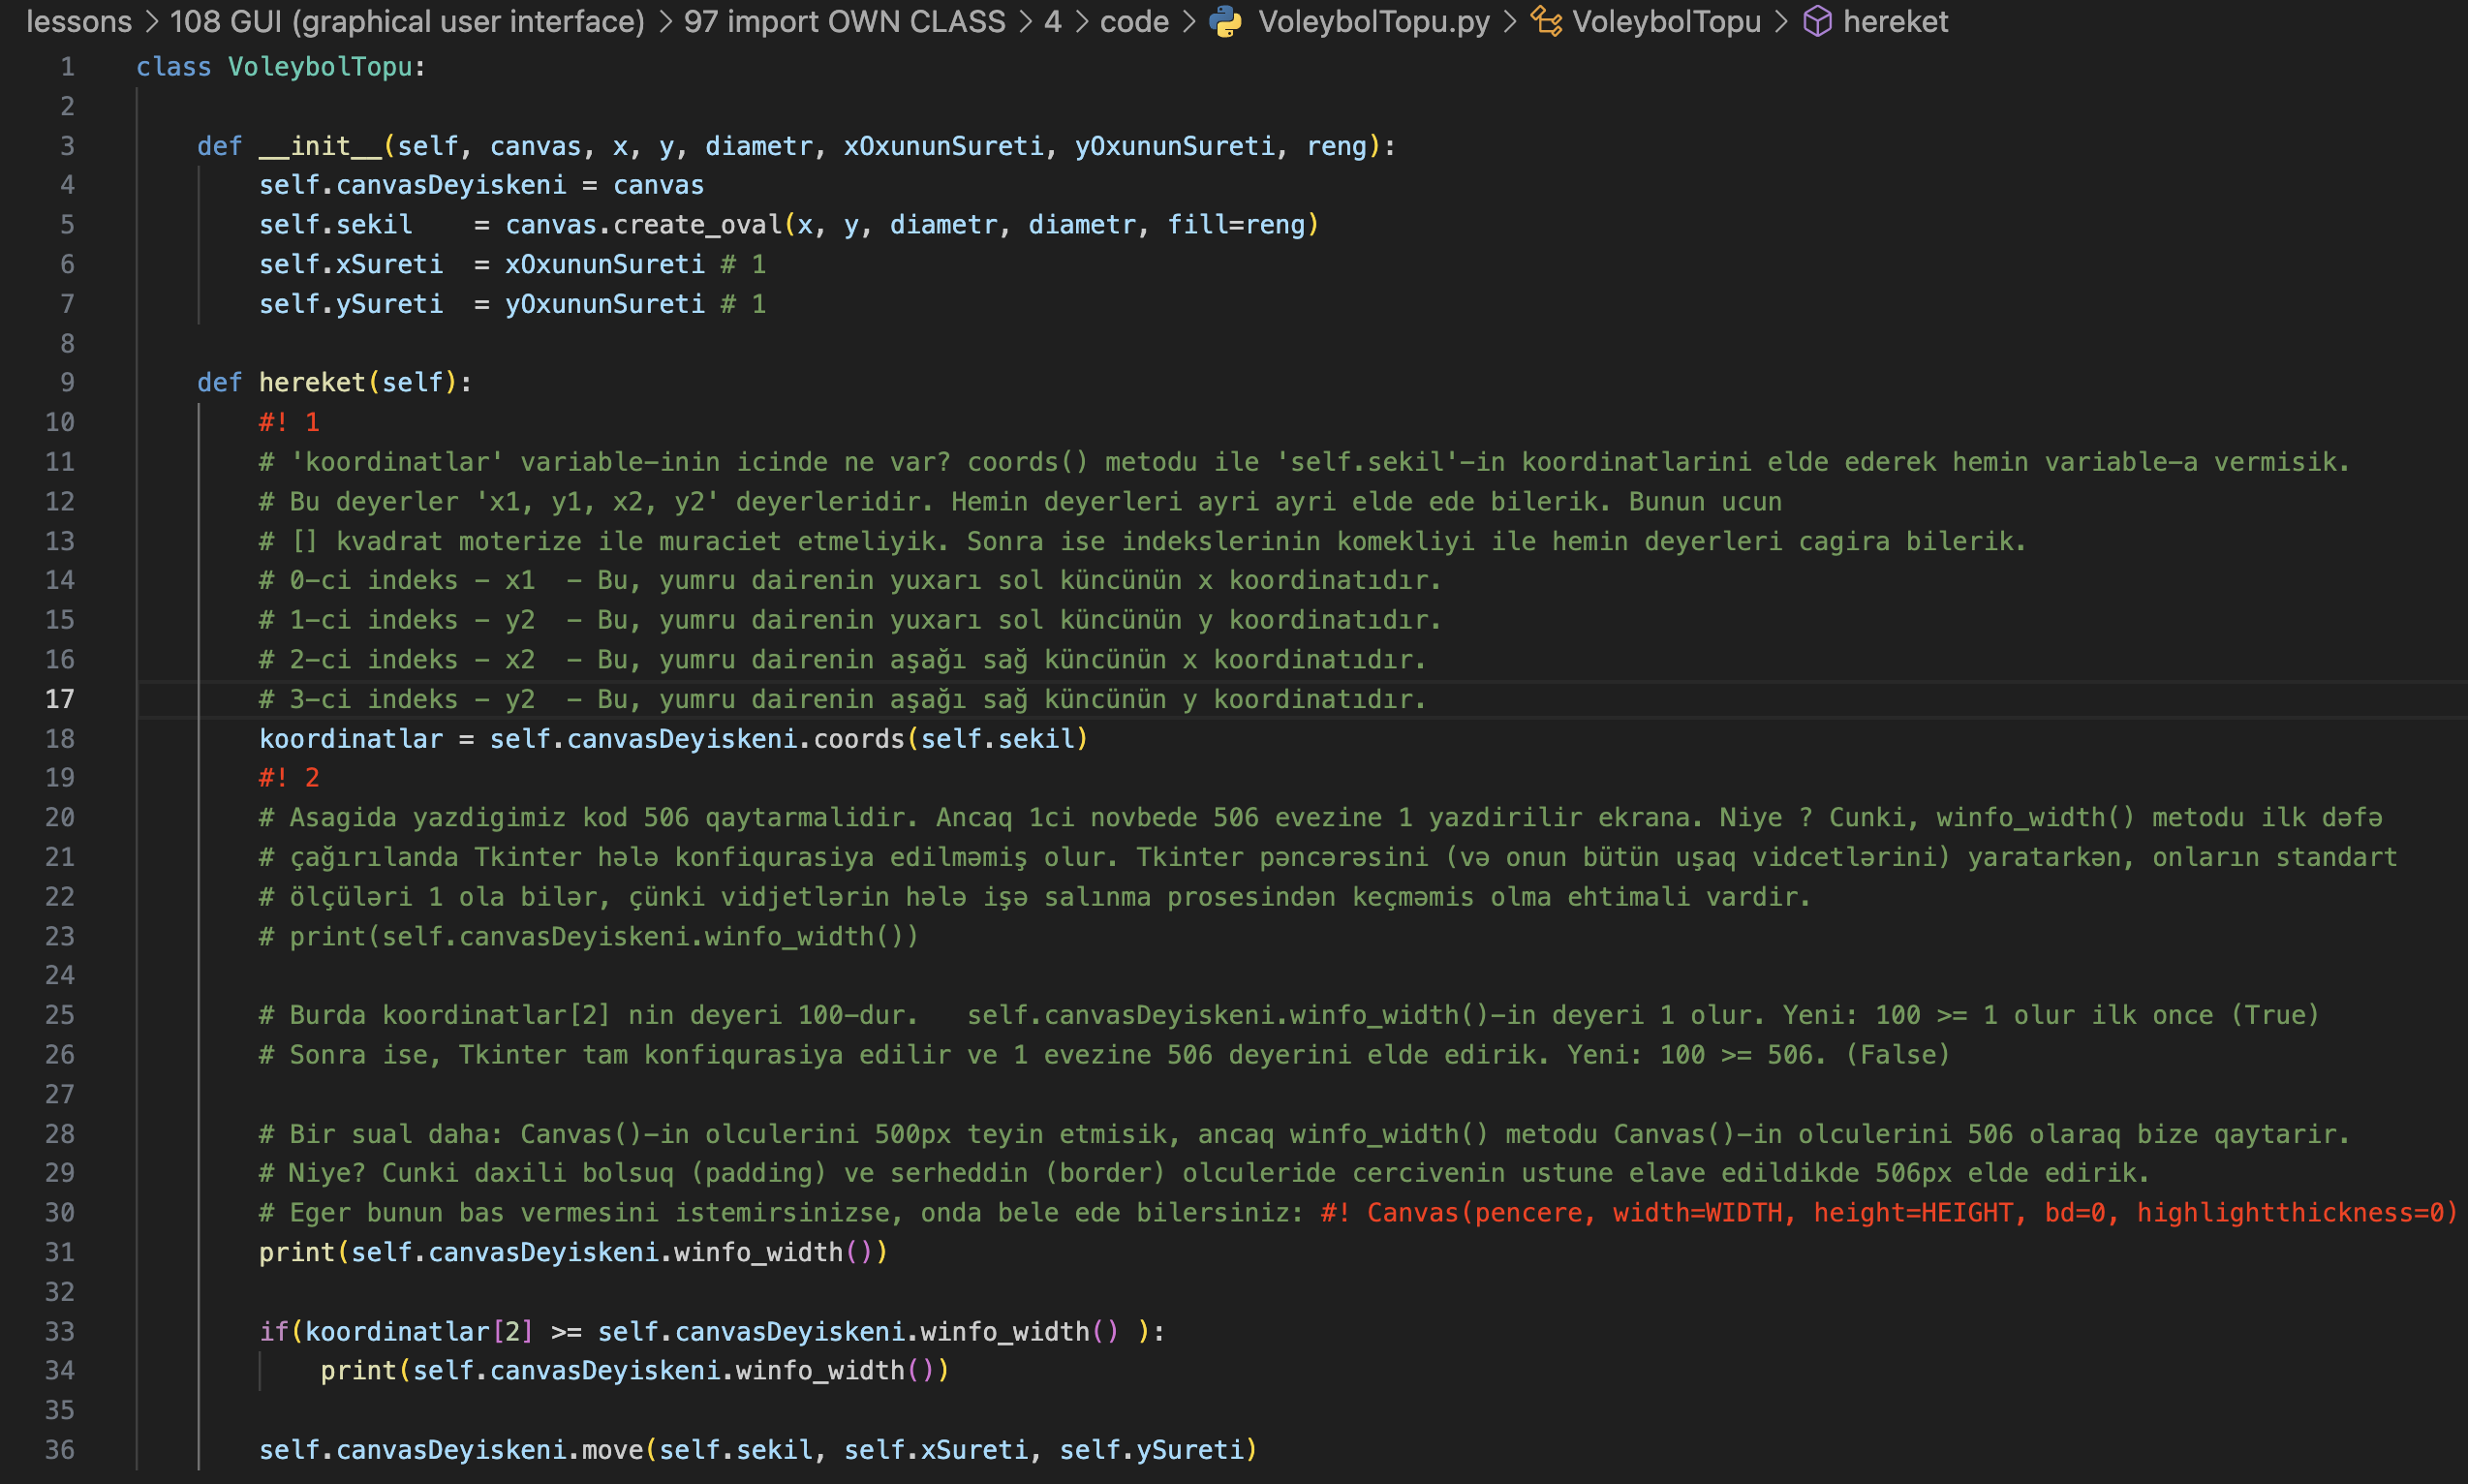 lessons > 108 GUI (graphical user interface) > 97 import OWN CLASS > 4 > code > VoleybolTopu.py > VoleybolTopu > hereket
1 class VoleybolTopu:
2
3 def __init__(self, canvas, x, y, diametr, xOxununSureti, yOxununSureti, reng):
4 self.canvasDeyiskeni = canvas
5 self.sekil    = canvas.create_oval(x, y, diametr, diametr, fill=reng)
6 self.xSureti  = xOxununSureti # 1
7 self.ySureti  = yOxununSureti # 1
8
9 def hereket(self):
10 #! 1
11 # 'koordinatlar' variable-inin icinde ne var? coords() metodu ile 'self.sekil'-in koordinatlarini elde ederek hemin variable-a vermisik.
12 # Bu deyerler 'x1, y1, x2, y2' deyerleridir. Hemin deyerleri ayri ayri elde ede bilerik. Bunun ucun
13 # [] kvadrat moterize ile muraciet etmeliyik. Sonra ise indekslerinin komekliyi ile hemin deyerleri cagira bilerik.
14 # 0-ci indeks - x1  - Bu, yumru dairenin yuxarı sol küncünün x koordinatıdır.
15 # 1-ci indeks - y2  - Bu, yumru dairenin yuxarı sol küncünün y koordinatıdır.
16 # 2-ci indeks - x2  - Bu, yumru dairenin aşağı sağ küncünün x koordinatıdır.
17 # 3-ci indeks - y2  - Bu, yumru dairenin aşağı sağ küncünün y koordinatıdır.
18 koordinatlar = self.canvasDeyiskeni.coords(self.sekil)
19 #! 2
20 # Asagida yazdigimiz kod 506 qaytarmalidir. Ancaq 1ci novbede 506 evezine 1 yazdirilir ekrana. Niye ? Cunki, winfo_width() metodu ilk dəfə
21 # çağırılanda Tkinter hələ konfiqurasiya edilməmiş olur. Tkinter pəncərəsini (və onun bütün uşaq vidcetlərini) yaratarkən, onların standart
22 # ölçüləri 1 ola bilər, çünki vidjetlərin hələ işə salınma prosesindən keçməmis olma ehtimali vardir.
23 # print(self.canvasDeyiskeni.winfo_width())
24
25 # Burda koordinatlar[2] nin deyeri 100-dur.   self.canvasDeyiskeni.winfo_width()-in deyeri 1 olur. Yeni: 100 >= 1 olur ilk once (True)
26 # Sonra ise, Tkinter tam konfiqurasiya edilir ve 1 evezine 506 deyerini elde edirik. Yeni: 100 >= 506. (False)
27
28 # Bir sual daha: Canvas()-in olculerini 500px teyin etmisik, ancaq winfo_width() metodu Canvas()-in olculerini 506 olaraq bize qaytarir.
29 # Niye? Cunki daxili bolsuq (padding) ve serheddin (border) olculeride cercivenin ustune elave edildikde 506px elde edirik.
30 # Eger bunun bas vermesini istemirsinizse, onda bele ede bilersiniz: #! Canvas(pencere, width=WIDTH, height=HEIGHT, bd=0, highlightthickness=0)
31 print(self.canvasDeyiskeni.winfo_width())
32
33 if(koordinatlar[2] >= self.canvasDeyiskeni.winfo_width() ):
34 print(self.canvasDeyiskeni.winfo_width())
35
36 self.canvasDeyiskeni.move(self.sekil, self.xSureti, self.ySureti)